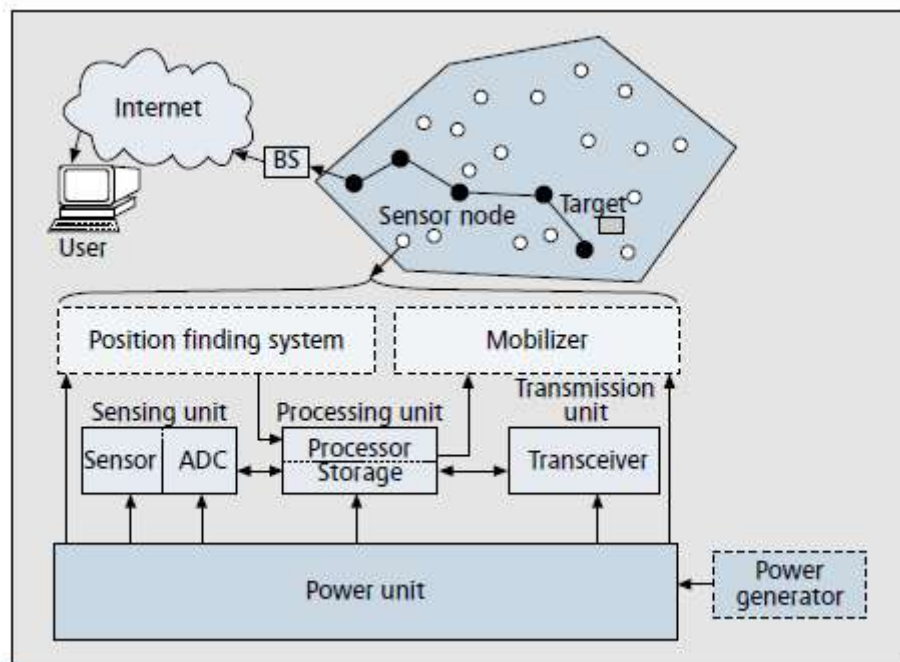 Internet
BS
User
Sensor node
Target
Position finding system
Mobilizer
Sensing unit
Processing unit
Transmission
unit
Sensor
ADC
Processor
Storage
Transceiver
Power unit
Power
generator